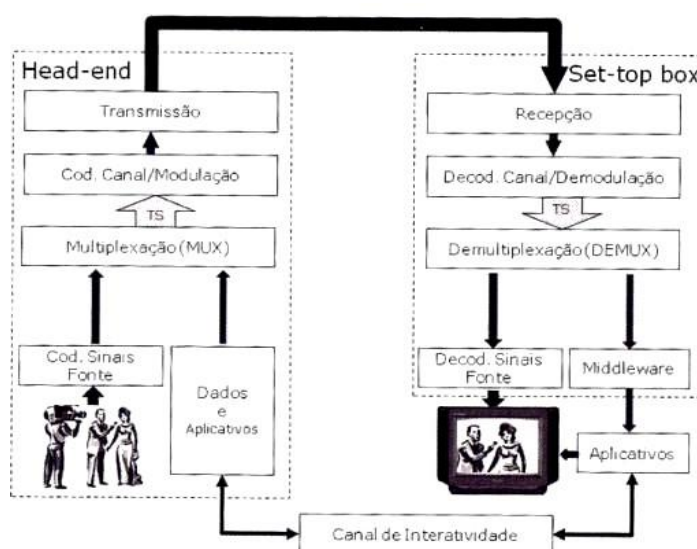 Head-end
Transmissão
Cod. Canal/Modulação
TS
Multiplexação (MUX)
Cod. Sinais
Fonte
Dados
e
Aplicativos
Set-top box
Recepção
Decod. Canal/Demodulação
TS
Demultiplexação (DEMUX)
Decod. Sinais
Fonte
Middleware
Aplicativos
Canal de Interatividade